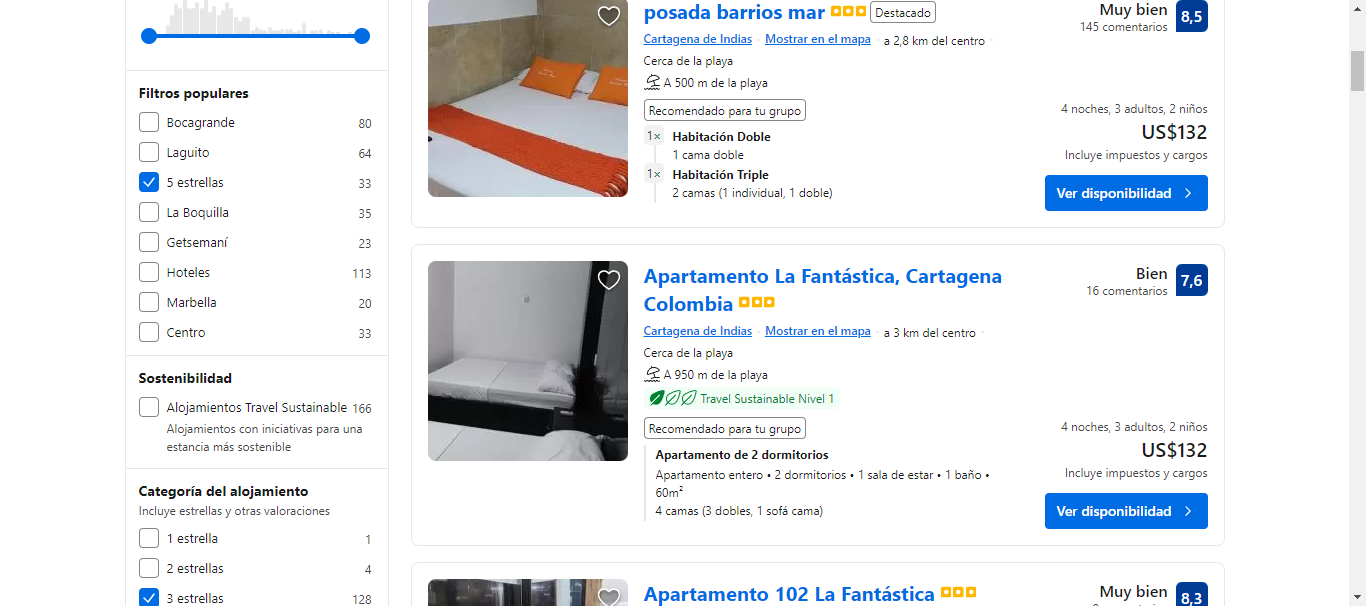 Filtros populares
Bocagrande 80
Laguito 64
5 estrellas 33
La Boquilla 35
Getsemaní 23
Hoteles 113
Marbella 20
Centro 33
Sostenibilidad
Alojamientos Travel Sustainable 166
Alojamientos con iniciativas para una
estancia más sostenible
Categoría del alojamiento
Incluye estrellas y otras valoraciones
1 estrella 1
2 estrellas 4
3 estrellas 128
posada barrios mar Destacado
Cartagena de Indias · Mostrar en el mapa · a 2,8 km del centro ·
Cerca de la playa
A 500 m de la playa
Recomendado para tu grupo
1× Habitación Doble
1 cama doble
1× Habitación Triple
2 camas (1 individual, 1 doble)
Muy bien 8,5
145 comentarios
4 noches, 3 adultos, 2 niños
US$132
Incluye impuestos y cargos
Ver disponibilidad
Apartamento La Fantástica, Cartagena
Colombia
Cartagena de Indias · Mostrar en el mapa · a 3 km del centro ·
Cerca de la playa
A 950 m de la playa
Travel Sustainable Nivel 1
Recomendado para tu grupo
Apartamento de 2 dormitorios
Apartamento entero • 2 dormitorios • 1 sala de estar • 1 baño •
60m²
4 camas (3 dobles, 1 sofá cama)
Bien 7,6
16 comentarios
4 noches, 3 adultos, 2 niños
US$132
Incluye impuestos y cargos
Ver disponibilidad
Apartamento 102 La Fantástica
Muy bien 8,3